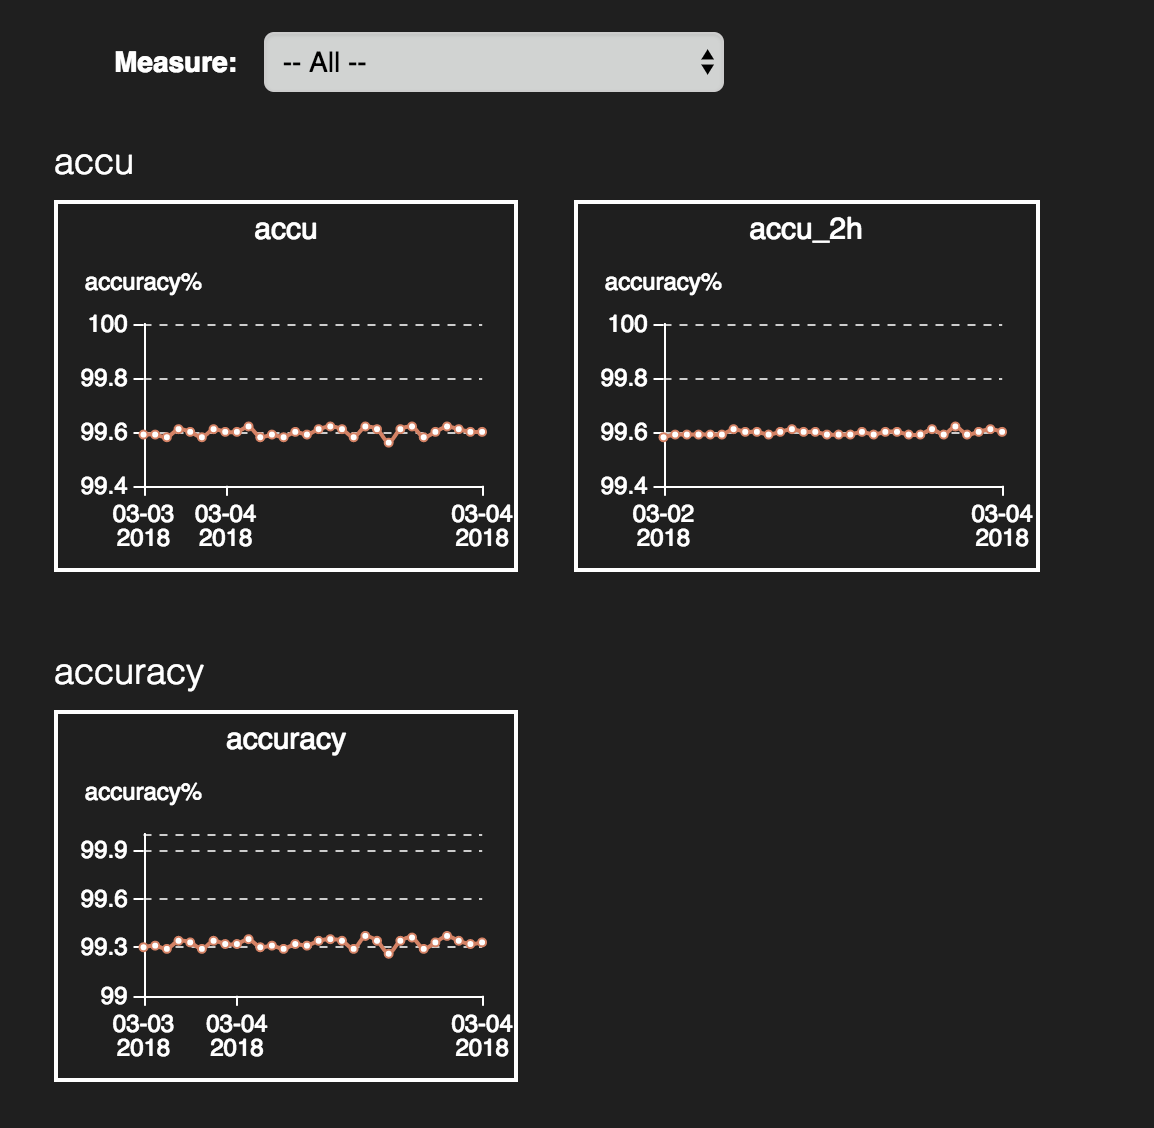 Measure: -- All --
accu
accu
accuracy%
100
99.8
99.6
99.4
03-03 03-04 03-04
2018 2018 2018
accu_2h
accuracy%
100
99.8
99.6
99.4
03-02 03-04
2018 2018
accuracy
accuracy
accuracy%
99.9
99.6
99.3
99
03-03 03-04 03-04
2018 2018 2018